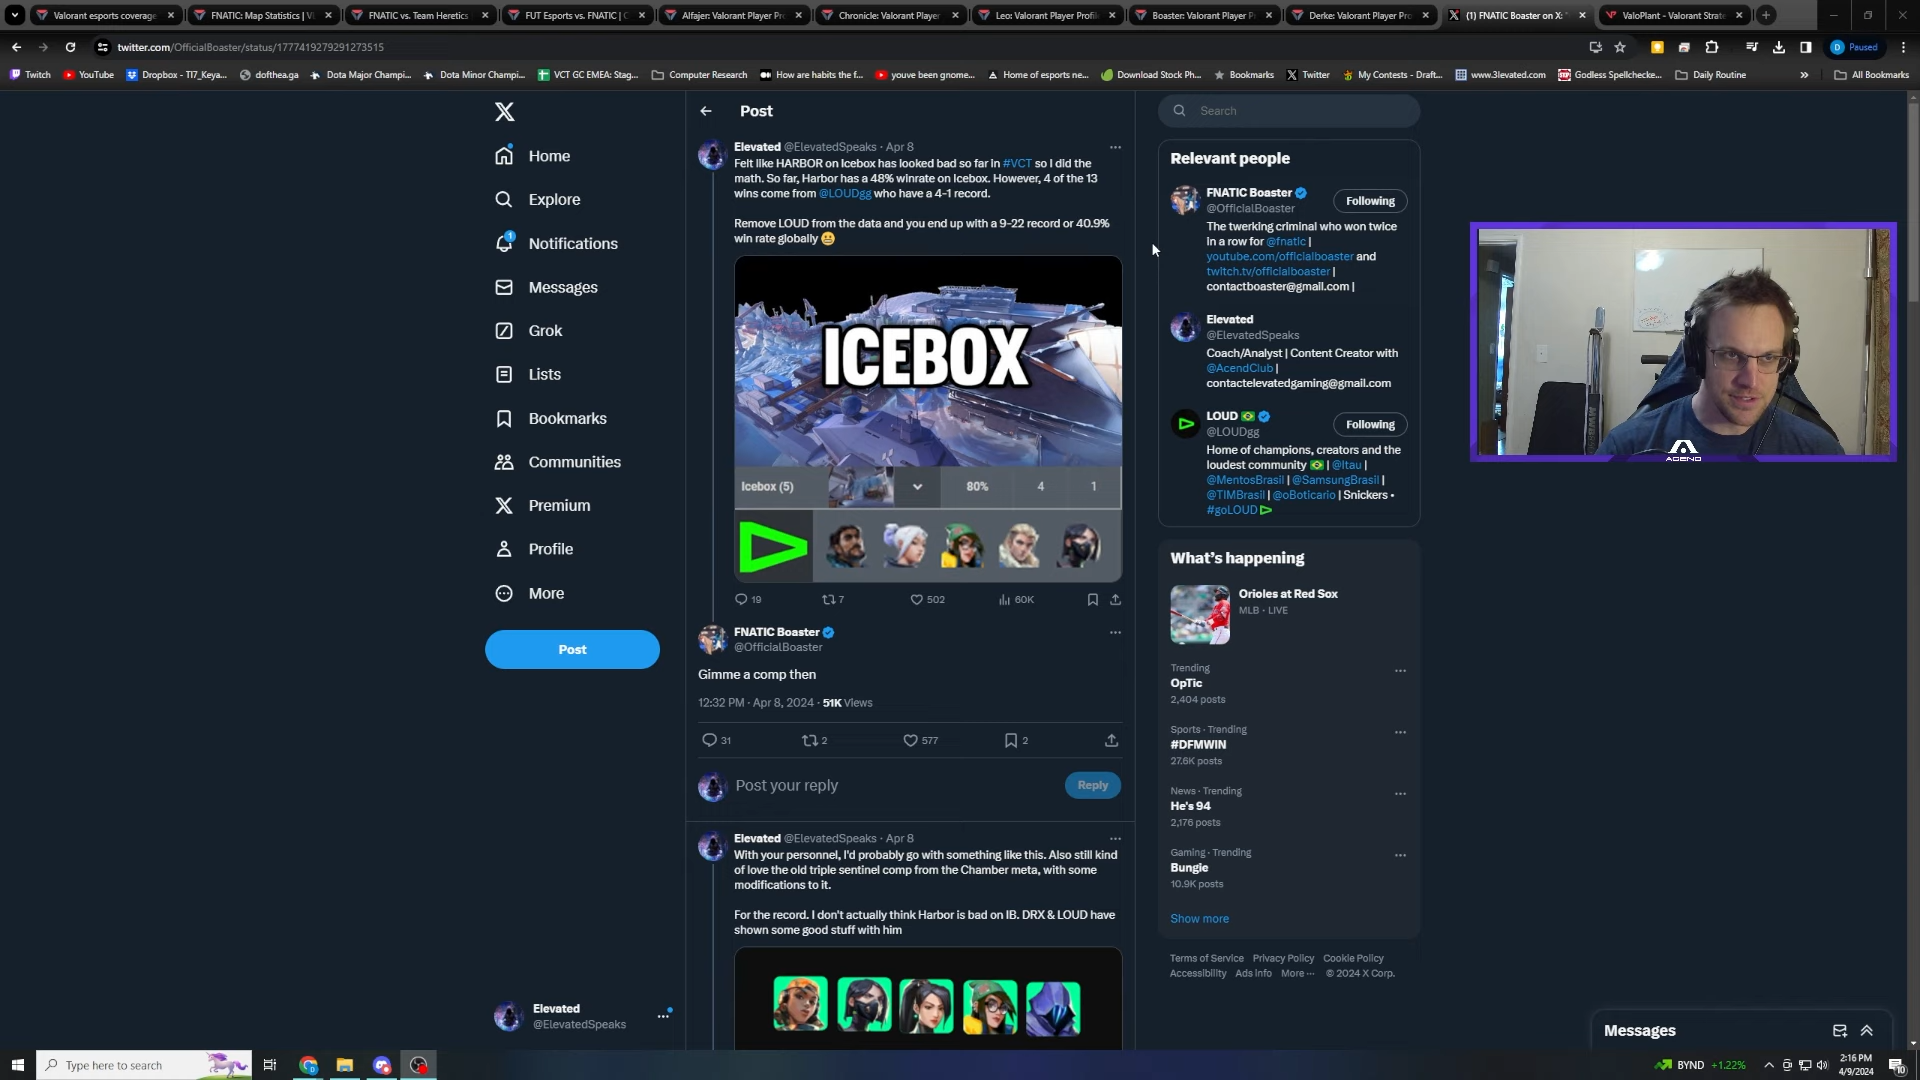 Valorant esports coverage
FNATIC: Map Statistics | VL
FNATIC vs. Team Heretics
FUT Esports vs. FNATIC | C
Alfajer: Valorant Player Pro
Chronicle: Valorant Player
Leo: Valorant Player Profil
Boaster: Valorant Player P
Derke: Valorant Player Pro
(1) FNATIC Boaster on X: "
ValoPlant - Valorant Strate
twitter.com/OfficialBoaster/status/1777419279291273515
Paused
Twitch
YouTube
Dropbox - TI7_Keya...
dofthea.ga
Dota Major Champi...
Dota Minor Champi...
VCT GC EMEA: Stag...
Computer Research
How are habits the f...
youve been gnome...
Home of esports ne...
Download Stock Ph...
Bookmarks
Twitter
My Contests - Draft...
www.3levated.com
Godless Spellchecke...
Daily Routine
All Bookmarks
Home
Explore
Notifications
1
Messages
Grok
Lists
Bookmarks
Communities
Premium
Profile
More
Post
Elevated
@ElevatedSpeaks
Post
Elevated @ElevatedSpeaks · Apr 8
Felt like HARBOR on Icebox has looked bad so far in #VCT so I did the
math. So far, Harbor has a 48% winrate on Icebox. However, 4 of the 13
wins come from @LOUDgg who have a 4-1 record.
Remove LOUD from the data and you end up with a 9-22 record or 40.9%
win rate globally 😬
ICEBOX
Icebox (5) 80% 4 1
19 7 502 60K
FNATIC Boaster
@OfficialBoaster
Gimme a comp then
12:32 PM · Apr 8, 2024 · 51K Views
31 2 577 2
Post your reply
Reply
Elevated @ElevatedSpeaks · Apr 8
With your personnel, I'd probably go with something like this. Also still kind
of love the old triple sentinel comp from the Chamber meta, with some
modifications to it.
For the record. I don't actually think Harbor is bad on IB. DRX & LOUD have
shown some good stuff with him
Search
Relevant people
FNATIC Boaster
@OfficialBoaster
Following
The twerking criminal who won twice
in a row for @fnatic |
youtube.com/officialboaster and
twitch.tv/officialboaster |
contactboaster@gmail.com |
Elevated
@ElevatedSpeaks
Coach/Analyst | Content Creator with
@AcendClub |
contactelevatedgaming@gmail.com
LOUD 🇧🇷
@LOUDgg
Following
Home of champions, creators and the
loudest community 🇧🇷 | @Itau |
@MentosBrasil | @SamsungBrasil |
@TIMBrasil | @oBoticario | Snickers •
#goLOUD
What's happening
Orioles at Red Sox
MLB · LIVE
Trending
OpTic
2,404 posts
Sports · Trending
#DFMWIN
27.6K posts
News · Trending
He's 94
2,176 posts
Gaming · Trending
Bungie
10.9K posts
Show more
Terms of Service Privacy Policy Cookie Policy
Accessibility Ads info More ··· © 2024 X Corp.
ACEND
Messages
Type here to search
BYND +1.22%
2:16 PM
4/9/2024
10